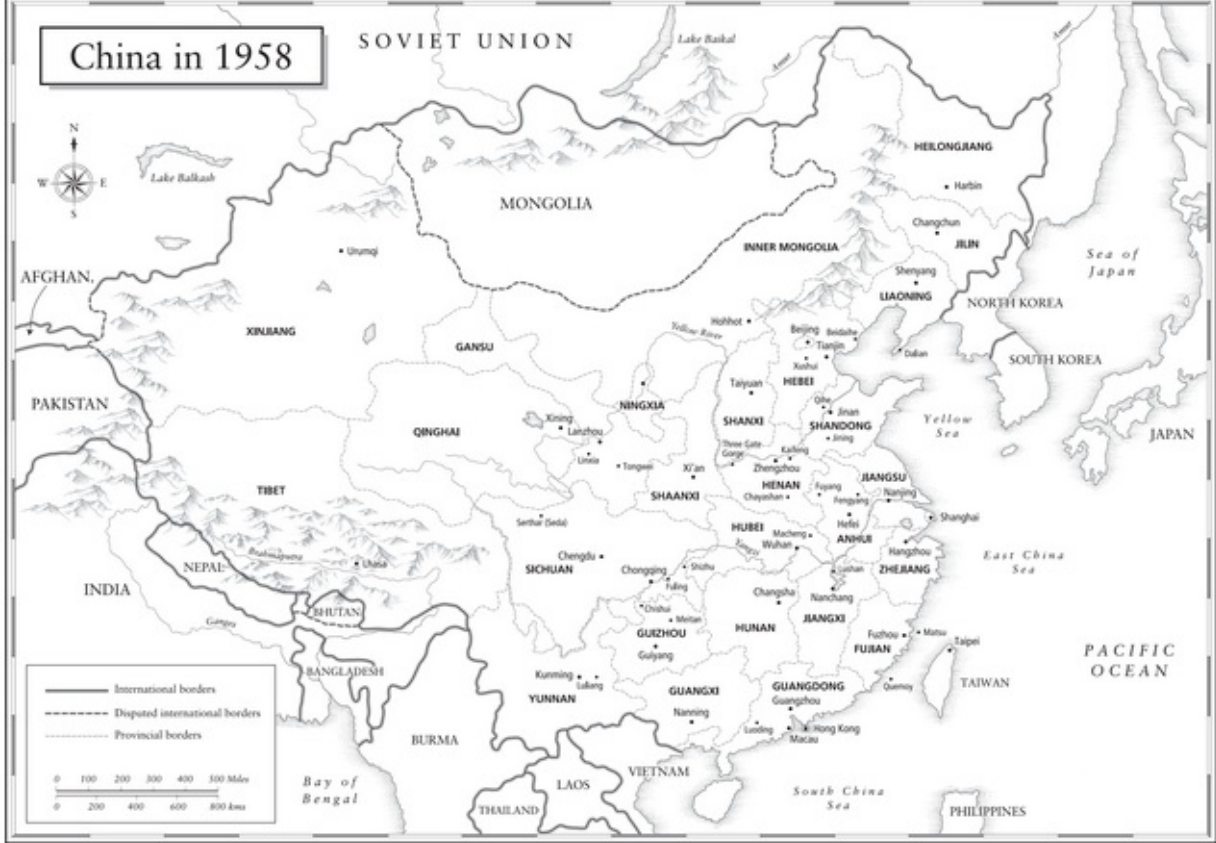 China in 1958
SOVIET UNION
Lake Baikal
Amur
Amur
N
W E
S
Lake Balkash
HEILONGJIANG
Harbin
MONGOLIA
Changchun
JILIN
INNER MONGOLIA
Urumqi
Sea of
Japan
AFGHAN.
Shenyang
LIAONING
NORTH KOREA
XINJIANG
GANSU
Hohhot
Yellow River
Beijing
Beidaihe
Tianjin
Dalian
SOUTH KOREA
Xushui
HEBEI
Taiyuan
PAKISTAN
NINGXIA
Qihe
Jinan
SHANXI
SHANDONG
Yellow
Sea
JAPAN
QINGHAI
Xining
Lanzhou
Jining
Three Gate
Gorge
Kaifeng
Linxia
Tongwei
Xi'an
Zhengzhou
TIBET
HENAN
JIANGSU
SHAANXI
Chayashan
Fuyang
Fengyang
Nanjing
Serthar (Seda)
HUBEI
Hefei
Shanghai
Macheng
ANHUI
Wuhan
Yangzi
Hangzhou
East China
Sea
Brahmaputra
Lhasa
Chengdu
SICHUAN
NEPAL
Chongqing
Shizhu
Lushan
ZHEJIANG
INDIA
Fuling
Changsha
Nanchang
BHUTAN
Chishui
Meitan
Ganges
GUIZHOU
HUNAN
JIANGXI
Guiyang
Fuzhou
Matsu
Taipei
FUJIAN
PACIFIC
OCEAN
BANGLADESH
Kunming
Luliang
YUNNAN
GUANGXI
GUANGDONG
Guangzhou
Quemoy
TAIWAN
International borders
Disputed international borders
Provincial borders
0 100 200 300 400 500 Miles
0 200 400 600 800 kms
Nanning
Luoding
Hong Kong
Macau
BURMA
VIETNAM
LAOS
Bay of
Bengal
South China
Sea
THAILAND
PHILIPPINES